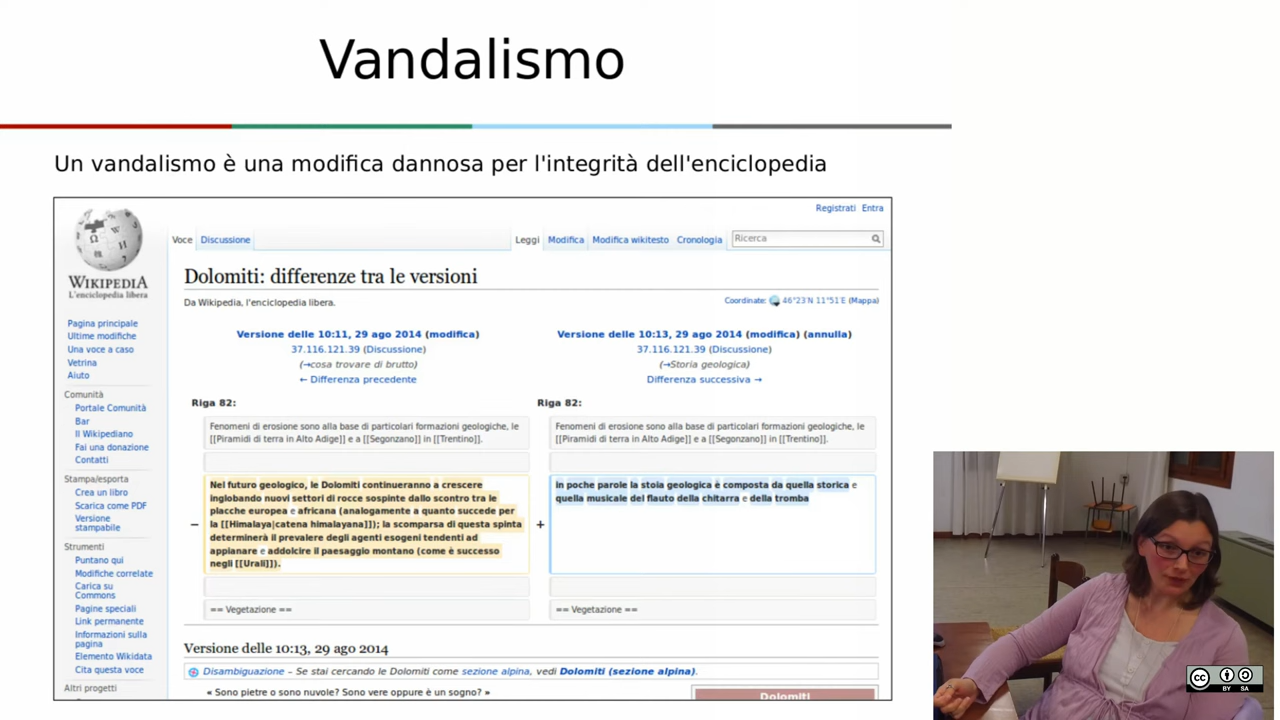 Vandalismo
Un vandalismo è una modifica dannosa per l'integrità dell'enciclopedia
Registrati Entra
Voce Discussione Leggi Modifica Modifica wikitesto Cronologia Ricerca
WIKIPEDIA
L'enciclopedia libera
Pagina principale
Ultime modifiche
Una voce a caso
Vetrina
Aiuto
Comunità
Portale Comunità
Bar
Il Wikipediano
Fai una donazione
Contatti
Stampa/esporta
Crea un libro
Scarica come PDF
Versione
stampabile
Strumenti
Puntano qui
Modifiche correlate
Carica su
Commons
Pagine speciali
Link permanente
Informazioni sulla
pagina
Elemento Wikidata
Cita questa voce
Altri progetti
Dolomiti: differenze tra le versioni
Da Wikipedia, l'enciclopedia libera.
Coordinate: 46°23′N 11°51′E (Mappa)
Versione delle 10:11, 29 ago 2014 (modifica)
37.116.121.39 (Discussione)
(→cosa trovare di brutto)
← Differenza precedente
Versione delle 10:13, 29 ago 2014 (modifica) (annulla)
37.116.121.39 (Discussione)
(→Storia geologica)
Differenza successiva →
Riga 82:
Fenomeni di erosione sono alla base di particolari formazioni geologiche, le
[[Piramidi di terra in Alto Adige]] e a [[Segonzano]] in [[Trentino]].
−
Nel futuro geologico, le Dolomiti continueranno a crescere
inglobando nuovi settori di rocce sospinte dallo scontro tra le
placche europea e africana (analogamente a quanto succede per
la [[Himalaya|catena himalayana]]); la scomparsa di questa spinta
determinerà il prevalere degli agenti esogeni tendenti ad
appianare e addolcire il paesaggio montano (come è successo
negli [[Urali]]).
== Vegetazione ==
Riga 82:
Fenomeni di erosione sono alla base di particolari formazioni geologiche, le
[[Piramidi di terra in Alto Adige]] e a [[Segonzano]] in [[Trentino]].
+
in poche parole la stoia geologica è composta da quella storica e
quella musicale del flauto della chitarra e della tromba
== Vegetazione ==
Versione delle 10:13, 29 ago 2014
Disambiguazione – Se stai cercando le Dolomiti come sezione alpina, vedi Dolomiti (sezione alpina).
« Sono pietre o sono nuvole? Sono vere oppure è un sogno? »
Dolomiti
cc BY SA